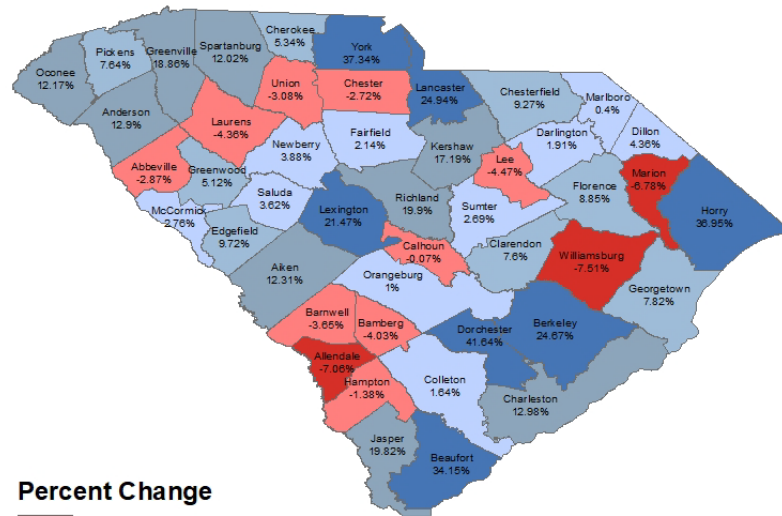 Cherokee
5.34%
York
37.34%
Spartanburg
12.02%
Greenville
18.86%
Pickens
7.64%
Oconee
12.17%
Union
-3.08%
Chester
-2.72%
Lancaster
24.94%
Chesterfield
9.27%
Marlboro
0.4%
Anderson
12.9%
Laurens
-4.36%
Fairfield
2.14%
Kershaw
17.19%
Darlington
1.91%
Dillon
4.36%
Newberry
3.88%
Lee
-4.47%
Abbeville
-2.87%
Greenwood
5.12%
Marion
-6.78%
Florence
8.85%
Saluda
3.62%
Richland
19.9%
Sumter
2.69%
Horry
36.95%
McCormick
2.76%
Lexington
21.47%
Edgefield
9.72%
Calhoun
-0.07%
Clarendon
7.6%
Williamsburg
-7.51%
Aiken
12.31%
Orangeburg
1%
Georgetown
7.82%
Barnwell
-3.65%
Bamberg
-4.03%
Dorchester
41.64%
Berkeley
24.67%
Allendale
-7.06%
Hampton
-1.38%
Colleton
1.64%
Charleston
12.98%
Jasper
19.82%
Beaufort
34.15%
Percent Change